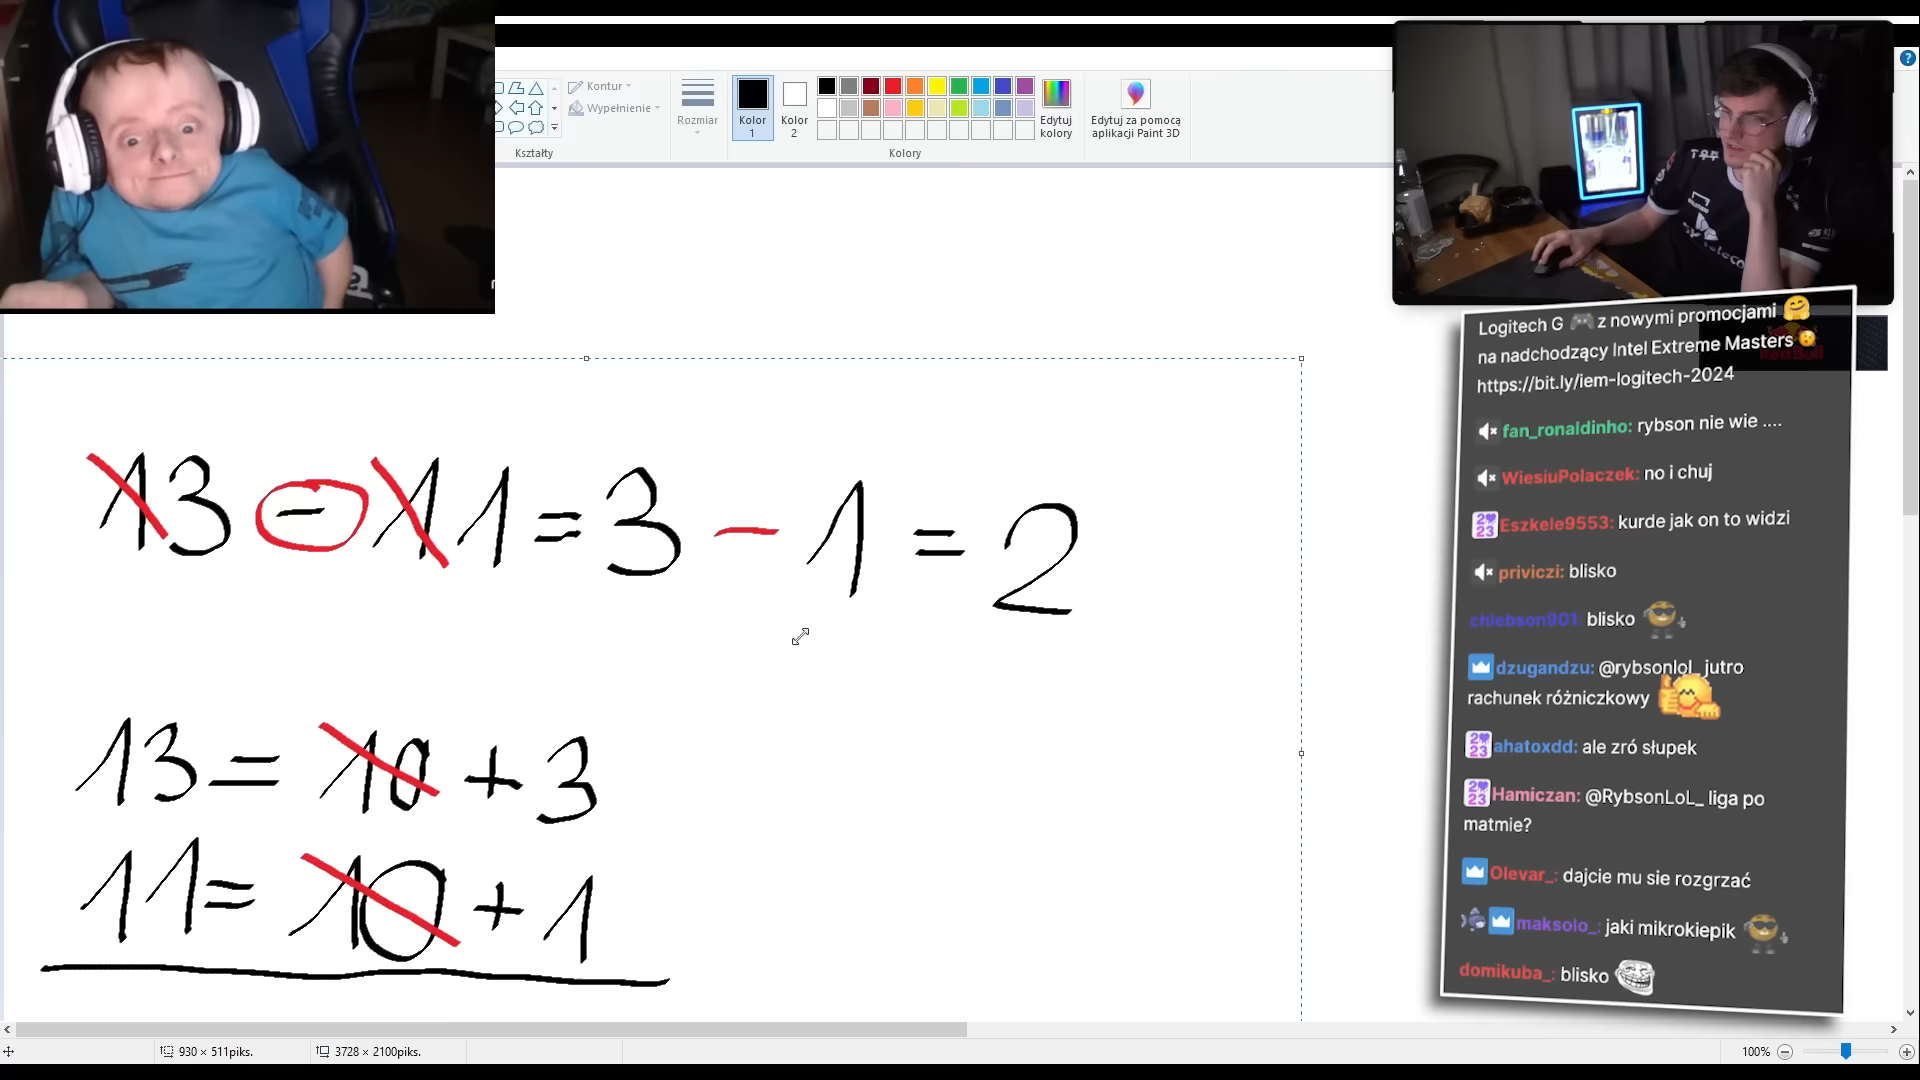 Kontur
Wypełnienie
Kształty
Rozmiar
Kolor
1
Kolor
2
Edytuj
kolory
Edytuj za pomocą
aplikacji Paint 3D
Kolory
13 - 11 = 3 - 1 = 2
13 = 10 + 3
11 = 10 + 1
Logitech G 🎮 z nowymi promocjami 🤗
na nadchodzący Intel Extreme Masters
https://bit.ly/iem-logitech-2024
fan_ronaldinho: rybson nie wie ....
WiesiuPolaczek: no i chuj
Eszkele9553: kurde jak on to widzi
priviczi: blisko
chlebson901: blisko
dzugandzu: @rybsonlol_ jutro
rachunek różniczkowy
ahatoxdd: ale zró słupek
Hamiczan: @RybsonLoL_ liga po
matmie?
Olevar_: dajcie mu sie rozgrzać
maksolo_: jaki mikrokiepik
domikuba_: blisko
930 × 511piks.
3728 × 2100piks.
100%